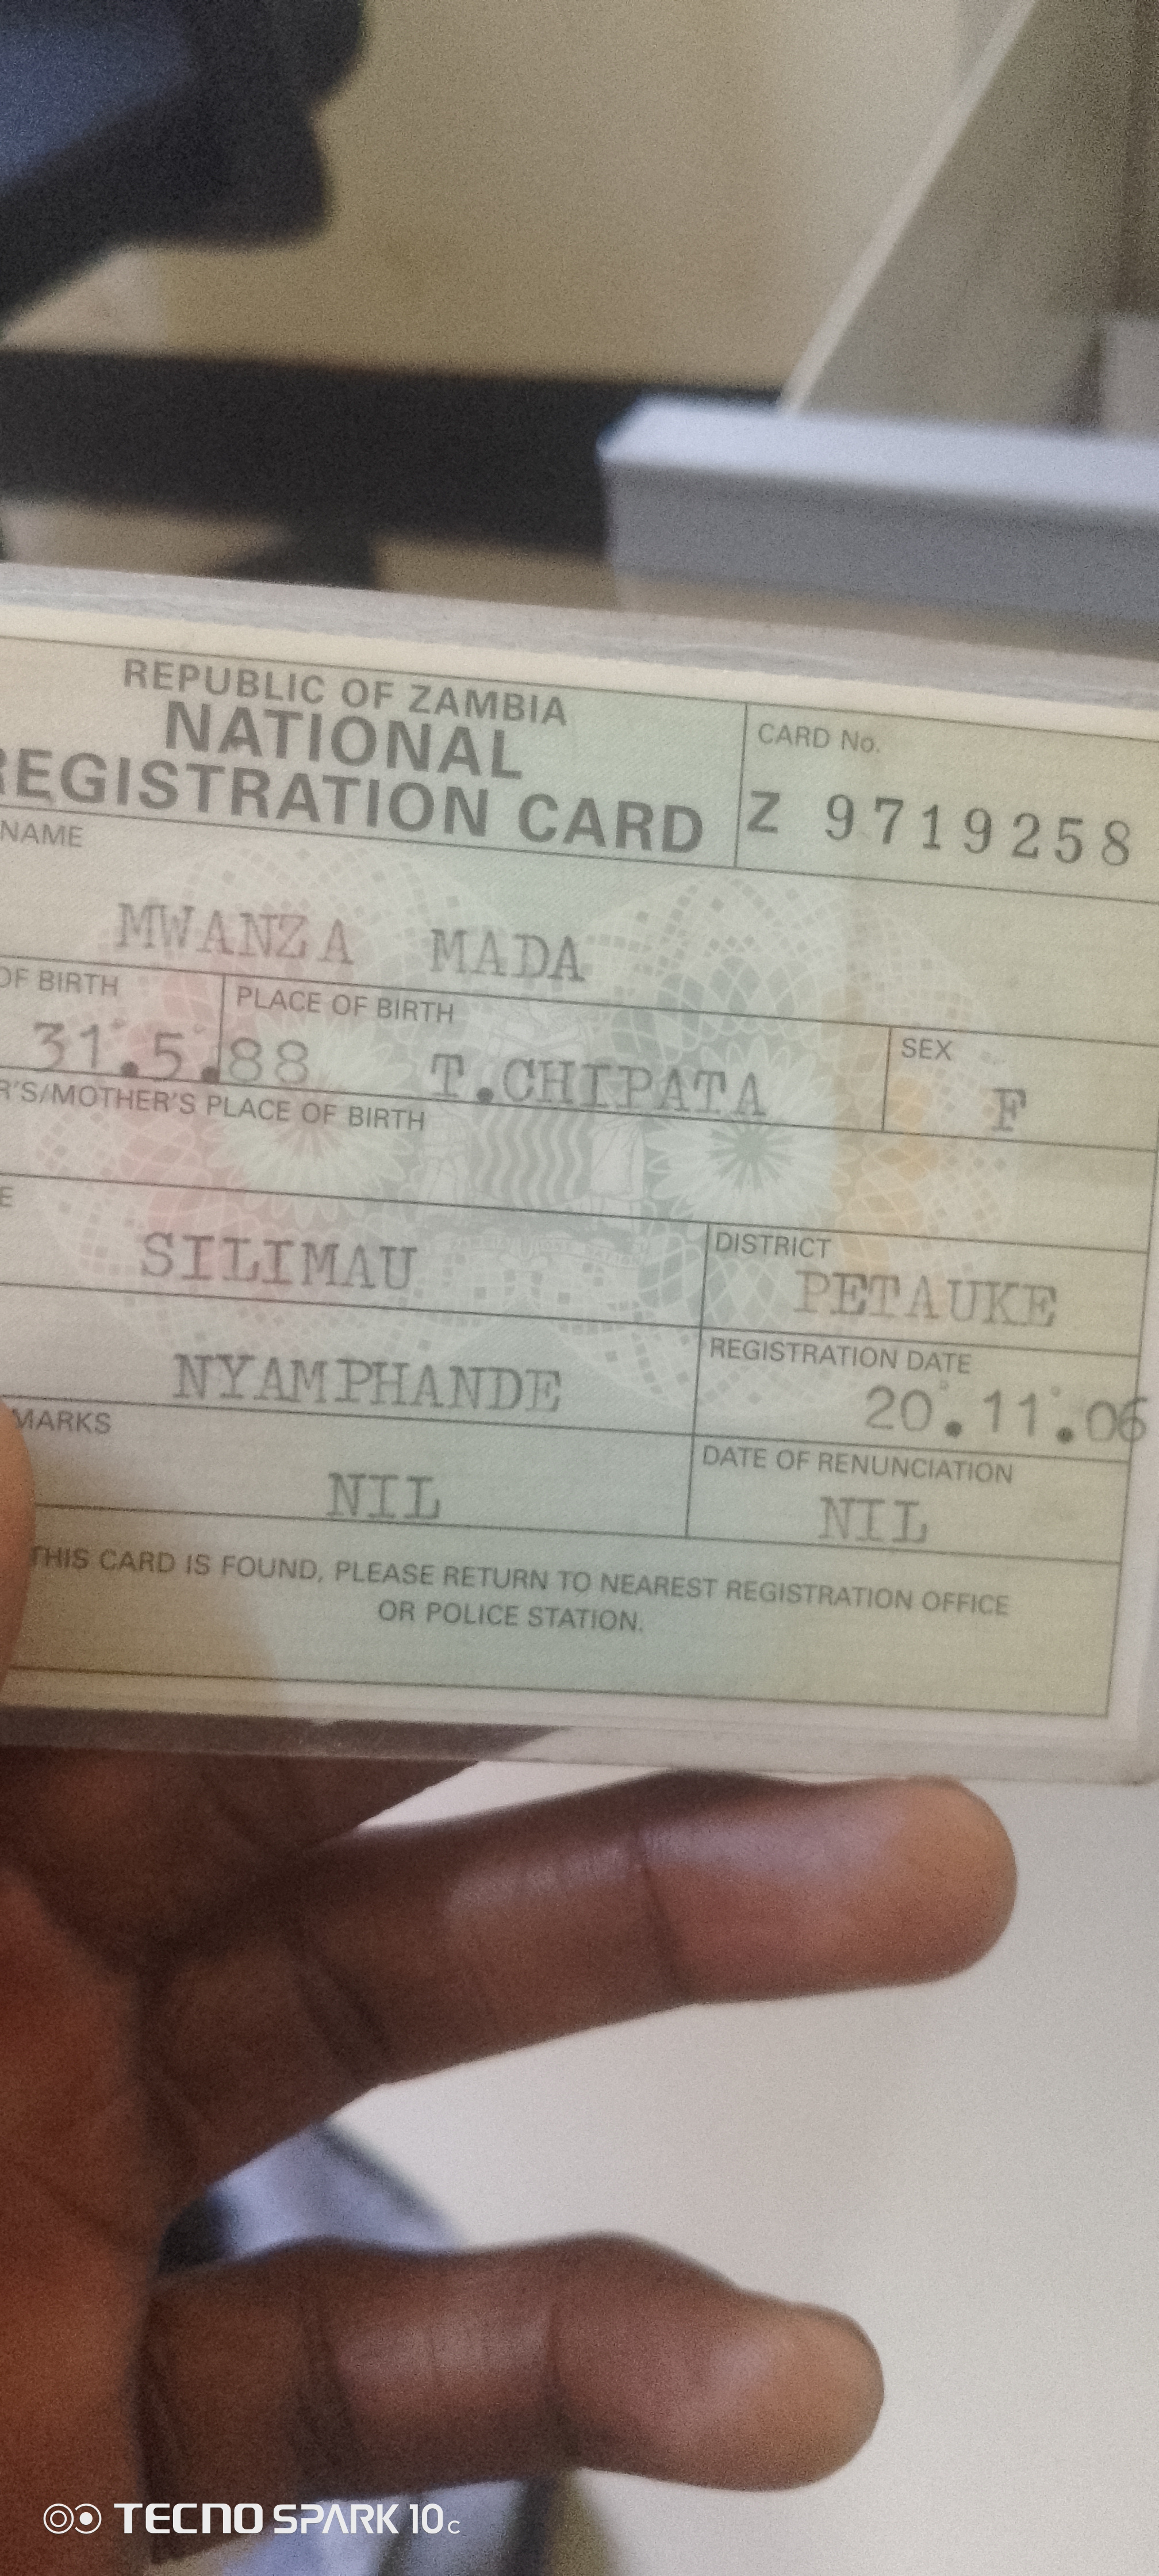 REPUBLIC OF ZAMBIA
NATIONAL
REGISTRATION CARD
CARD No.
Z 9719258
NAME
MWANZA MADA
OF BIRTH
31.5.88
PLACE OF BIRTH
T.CHIPATA
SEX
F
R'S/MOTHER'S PLACE OF BIRTH
E
SILIMAU
DISTRICT
PETAUKE
NYAMPHANDE
REGISTRATION DATE
20.11.06
MARKS
NIL
DATE OF RENUNCIATION
NIL
THIS CARD IS FOUND, PLEASE RETURN TO NEAREST REGISTRATION OFFICE
OR POLICE STATION.
TECNO SPARK 10C